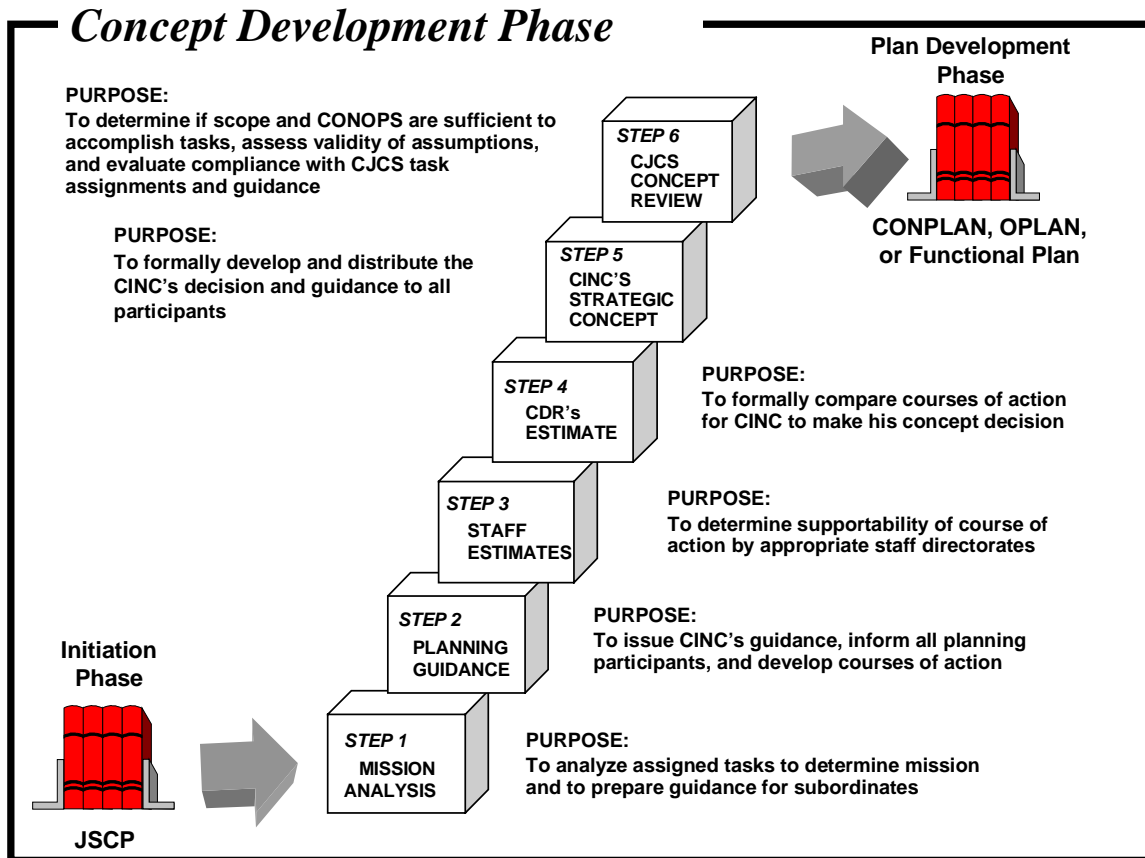 Concept Development Phase
Plan Development
Phase
PURPOSE:
To determine if scope and CONOPS are sufficient to
accomplish tasks, assess validity of assumptions,
and evaluate compliance with CJCS task
assignments and guidance
STEP 6
CJCS
CONCEPT
REVIEW
CONPLAN, OPLAN,
or Functional Plan
PURPOSE:
To formally develop and distribute the
CINC's decision and guidance to all
participants
STEP 5
CINC'S
STRATEGIC
CONCEPT
STEP 4
CDR's
ESTIMATE
PURPOSE:
To formally compare courses of action
for CINC to make his concept decision
STEP 3
STAFF
ESTIMATES
PURPOSE:
To determine supportability of course of
action by appropriate staff directorates
STEP 2
PLANNING
GUIDANCE
PURPOSE:
To issue CINC's guidance, inform all planning
participants, and develop courses of action
Initiation
Phase
JSCP
STEP 1
MISSION
ANALYSIS
PURPOSE:
To analyze assigned tasks to determine mission
and to prepare guidance for subordinates